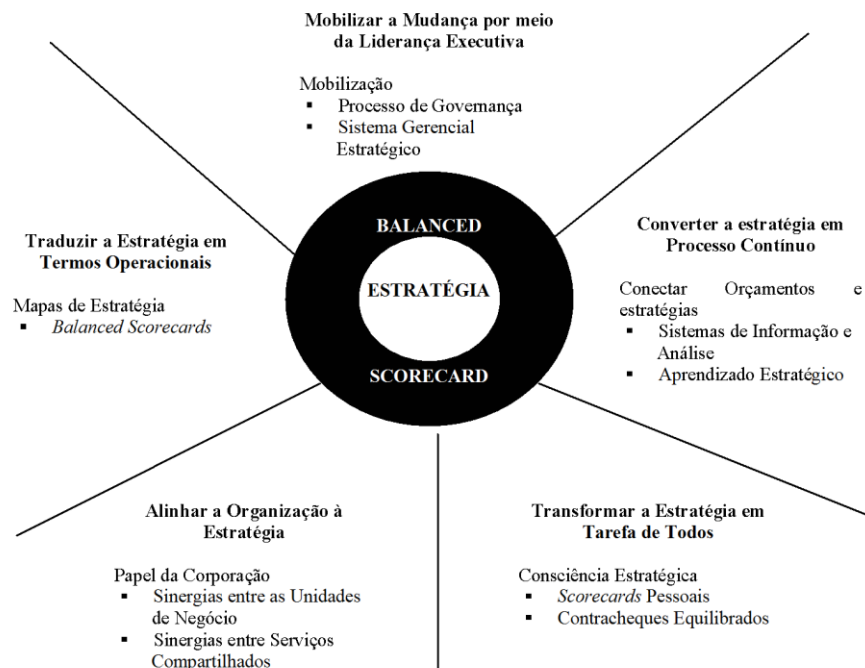 Mobilizar a Mudança por meio
da Liderança Executiva
Mobilização
▪ Processo de Governança
▪ Sistema Gerencial
Estratégico
Traduzir a Estratégia em
Termos Operacionais
Mapas de Estratégia
▪ Balanced Scorecards
BALANCED
ESTRATÉGIA
SCORECARD
Converter a estratégia em
Processo Contínuo
Conectar Orçamentos e
estratégias
▪ Sistemas de Informação e
Análise
▪ Aprendizado Estratégico
Alinhar a Organização à
Estratégia
Papel da Corporação
▪ Sinergias entre as Unidades
de Negócio
▪ Sinergias entre Serviços
Compartilhados
Transformar a Estratégia em
Tarefa de Todos
Consciência Estratégica
▪ Scorecards Pessoais
▪ Contracheques Equilibrados